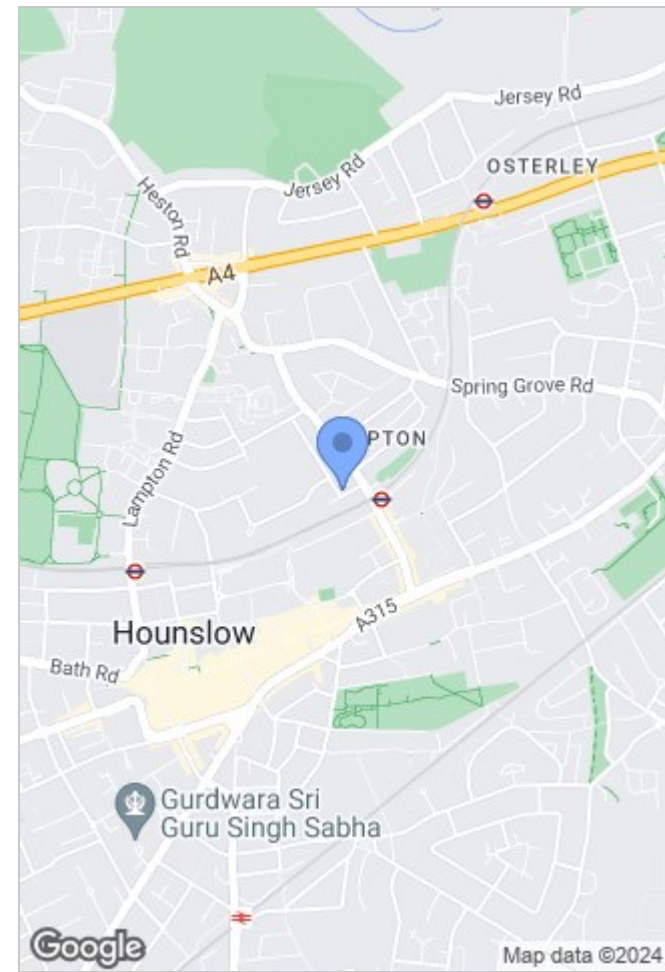 Jersey Rd
OSTERLEY
Jersey Rd
Heston Rd
A4
Spring Grove Rd
PTON
Lampton Rd
A315
Hounslow
Bath Rd
Gurdwara Sri
Guru Singh Sabha
Google
Map data ©2024